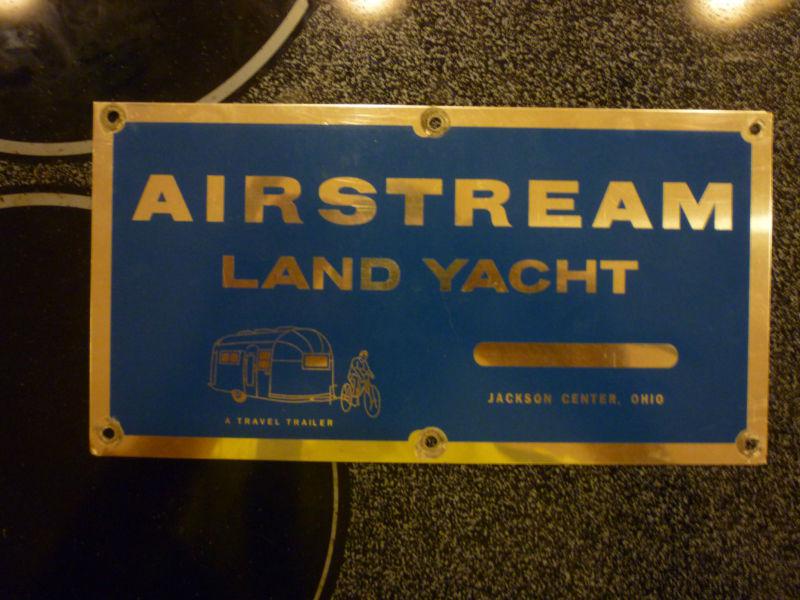 AIRSTREAM
LAND YACHT
A TRAVEL TRAILER
JACKSON CENTER, OHIO